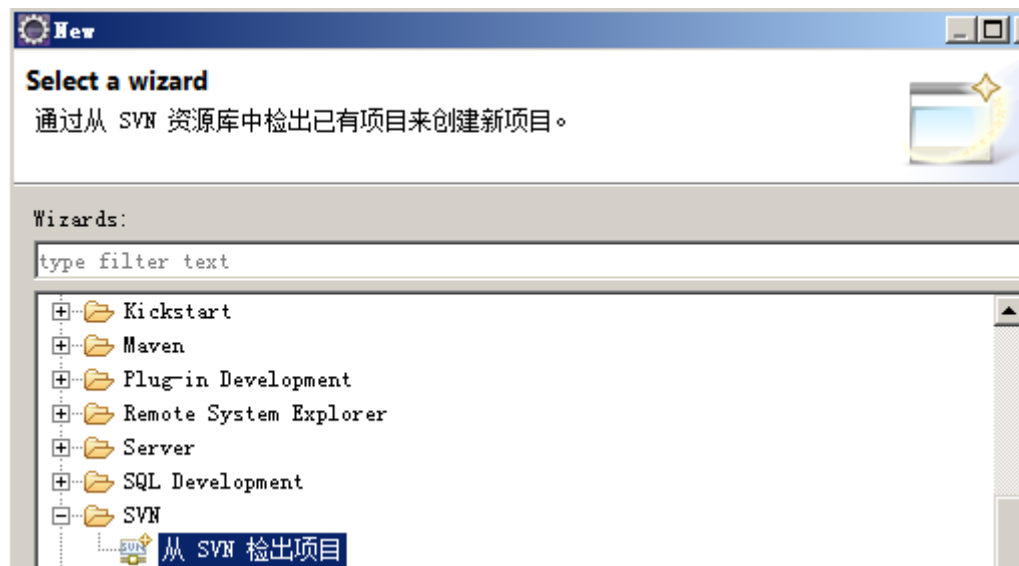 New
Select a wizard
通过从 SVN 资源库中检出已有项目来创建新项目。
Wizards:
type filter text
Kickstart
Maven
Plug-in Development
Remote System Explorer
Server
SQL Development
SVN
从 SVN 检出项目